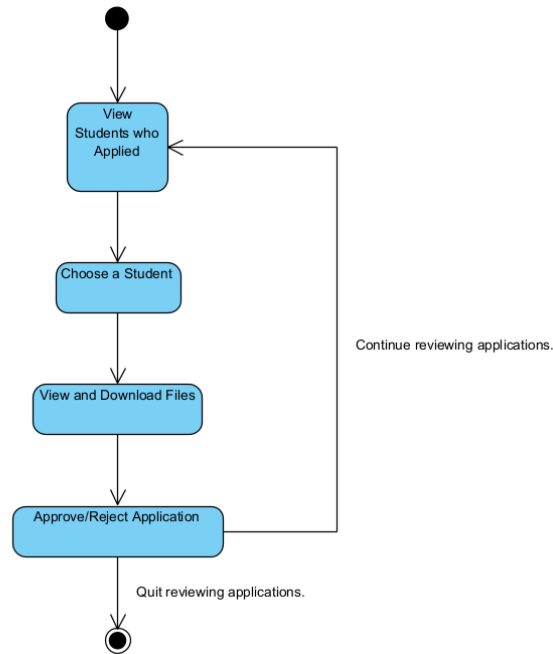 View
Students who
Applied
Choose a Student
Continue reviewing applications.
View and Download Files
Approve/Reject Application
Quit reviewing applications.